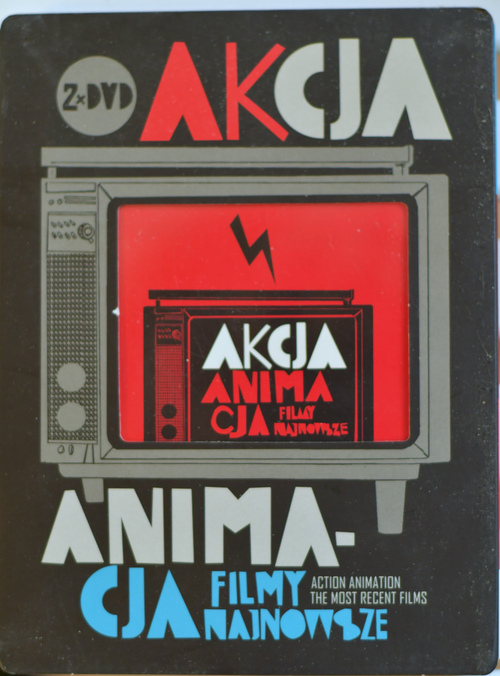 2×DVD
AKCJA
AKCJA
ANIMA
CJA FILMY
NAJNOWSZE
ANIMA-
CJA FILMY
NAJNOWSZE
ACTION ANIMATION
THE MOST RECENT FILMS